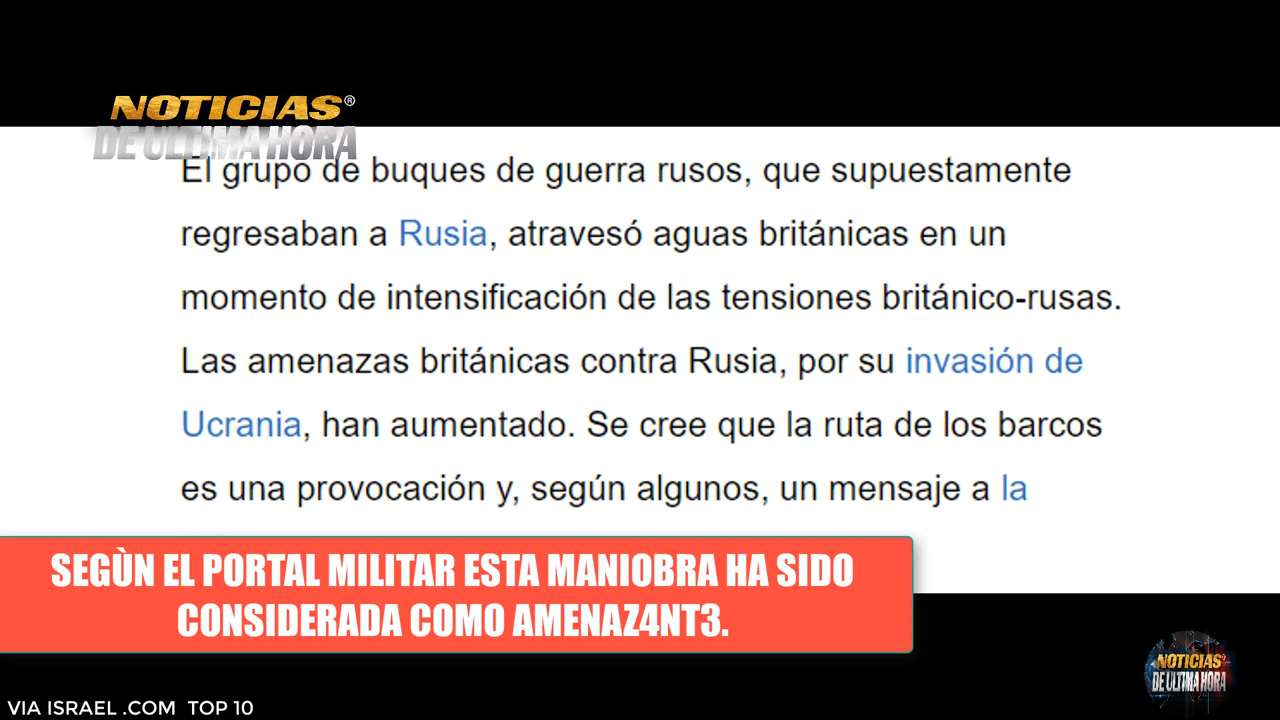 NOTICIAS®
DE ULTIMA HORA
El grupo de buques de guerra rusos, que supuestamente
regresaban a Rusia, atravesó aguas británicas en un
momento de intensificación de las tensiones británico-rusas.
Las amenazas británicas contra Rusia, por su invasión de
Ucrania, han aumentado. Se cree que la ruta de los barcos
es una provocación y, según algunos, un mensaje a la
SEGÙN EL PORTAL MILITAR ESTA MANIOBRA HA SIDO
CONSIDERADA COMO AMENAZ4NT3.
NOTICIAS®
DE ULTIMA HORA
VIA ISRAEL .COM TOP 10